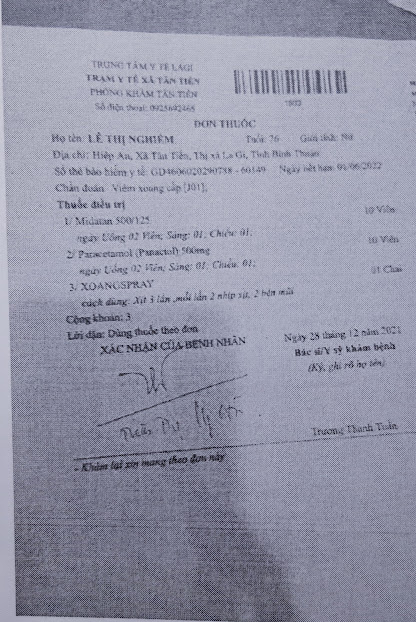 TRUNG TÂM Y TẾ LAGI
TRẠM Y TẾ XÃ TÂN TIẾN
PHÒNG KHÁM TÂN TIẾN
Số điện thoại: 0925692465
1903
ĐƠN THUỐC
Họ tên: LÊ THỊ NGHIÊM Tuổi: 76 Giới tính: Nữ
Địa chỉ: Hiệp An, Xã Tân Tiến, Thị xã La Gi, Tỉnh Bình Thuận
Số thẻ bảo hiểm y tế: GD4606020290788 - 60149 Ngày hết hạn: 01/06/2022
Chẩn đoán: Viêm xoang cấp [J01];
Thuốc điều trị
1/ Midatan 500/125 10 Viên
ngày Uống 02 Viên; Sáng: 01; Chiều: 01;
2/ Paracetamol (Panactol) 500mg 10 Viên
ngày Uống 02 Viên; Sáng: 01; Chiều: 01;
3. XOANGSPRAY 01 Chai
cách dùng: Xịt 3 lần ,mỗi lần 2 nhịp xịt, 2 bên mũi
Cộng khoản: 3
Lời dặn: Dùng thuốc theo đơn
Ngày 28 tháng 12 năm 2021
XÁC NHẬN CỦA BỆNH NHÂN
Bác sĩ/Y sỹ khám bệnh
(Ký, ghi rõ họ tên)
Trương Thanh Tuấn
- Khám lại xin mang theo đơn này